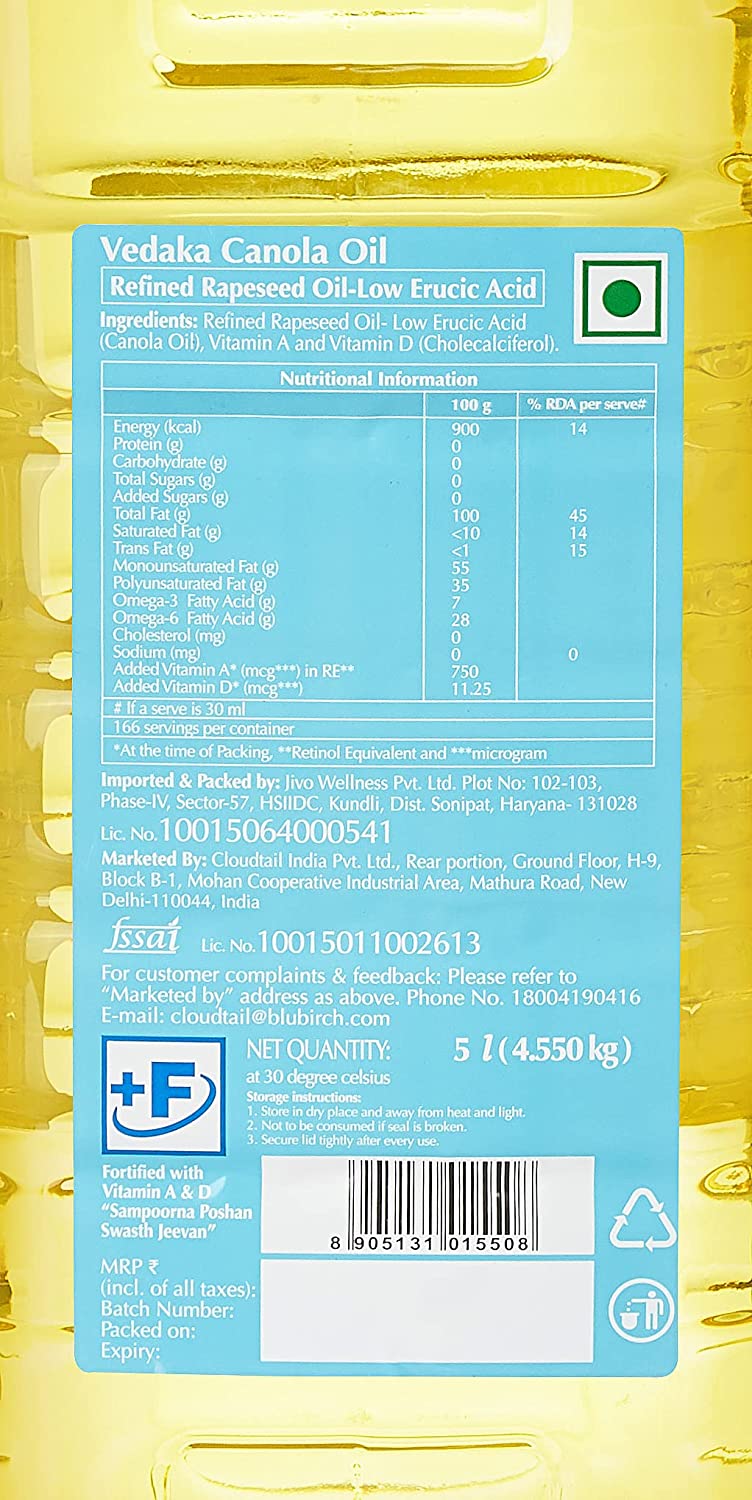 Vedaka Canola Oil
Refined Rapeseed Oil-Low Erucic Acid
Ingredients: Refined Rapeseed Oil- Low Erucic Acid
(Canola Oil), Vitamin A and Vitamin D (Cholecalciferol).
Nutritional Information
100 g % RDA per serve#
Energy (kcal) 900 14
Protein (g) 0
Carbohydrate (g) 0
Total Sugars (g) 0
Added Sugars (g) 0
Total Fat (g) 100 45
Saturated Fat (g) <10 14
Trans Fat (g) <1 15
Monounsaturated Fat (g) 55
Polyunsaturated Fat (g) 35
Omega-3 Fatty Acid (g) 7
Omega-6 Fatty Acid (g) 28
Cholesterol (mg) 0
Sodium (mg) 0 0
Added Vitamin A* (mcg***) in RE** 750
Added Vitamin D* (mcg***) 11.25
# If a serve is 30 ml
166 servings per container
*At the time of Packing, **Retinol Equivalent and ***microgram
Imported & Packed by: Jivo Wellness Pvt. Ltd. Plot No: 102-103,
Phase-IV, Sector-57, HSIIDC, Kundli, Dist. Sonipat, Haryana- 131028
Lic. No. 10015064000541
Marketed By: Cloudtail India Pvt. Ltd., Rear portion, Ground Floor, H-9,
Block B-1, Mohan Cooperative Industrial Area, Mathura Road, New
Delhi-110044, India
fssai Lic. No. 10015011002613
For customer complaints & feedback: Please refer to
"Marketed by" address as above. Phone No. 18004190416
E-mail: cloudtail@blubirch.com
+F
NET QUANTITY: 5 l (4.550 kg)
at 30 degree celsius
Storage instructions:
1. Store in dry place and away from heat and light.
2. Not to be consumed if seal is broken.
3. Secure lid tightly after every use.
Fortified with
Vitamin A & D
"Sampoorna Poshan
Swasth Jeevan"
8 905131 015508
MRP ₹
(incl. of all taxes):
Batch Number:
Packed on:
Expiry: